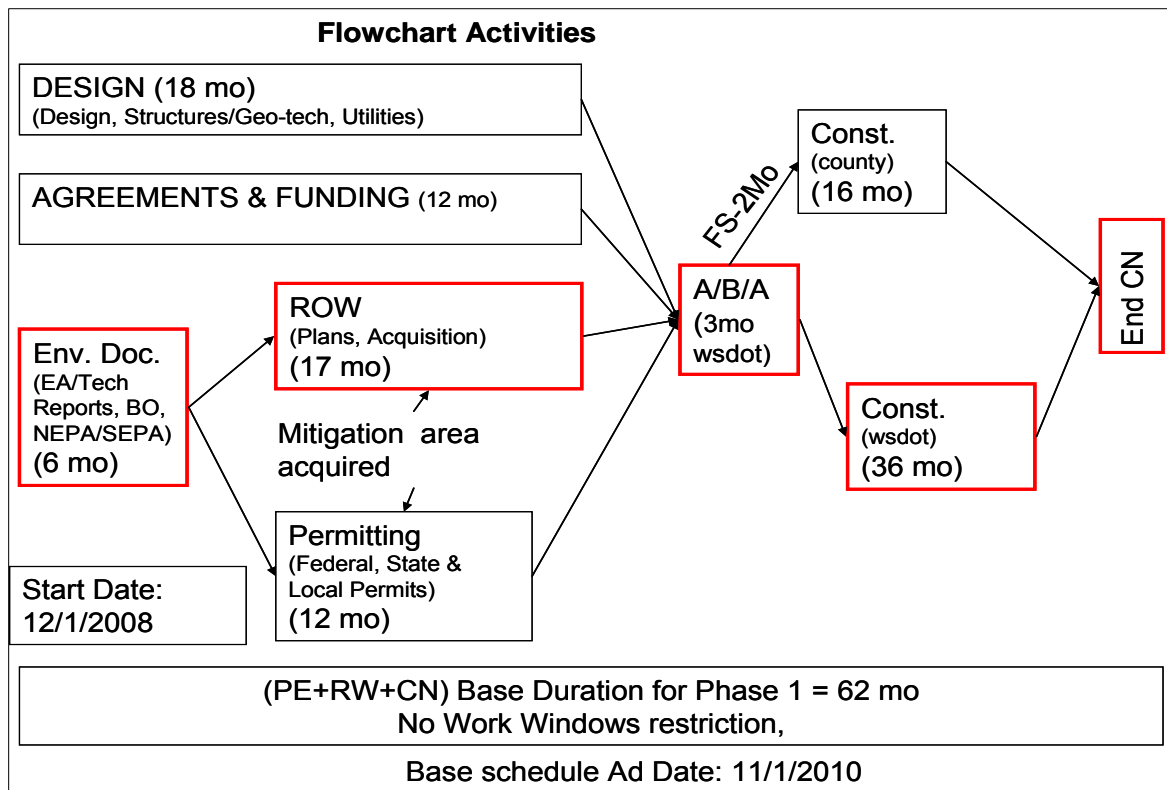 Flowchart Activities
DESIGN (18 mo)
(Design, Structures/Geo-tech, Utilities)
AGREEMENTS & FUNDING (12 mo)
Env. Doc.
(EA/Tech
Reports, BO,
NEPA/SEPA)
(6 mo)
ROW
(Plans, Acquisition)
(17 mo)
Mitigation area
acquired
Permitting
(Federal, State &
Local Permits)
(12 mo)
A/B/A
(3mo
wsdot)
FS-2Mo
Const.
(county)
(16 mo)
Const.
(wsdot)
(36 mo)
End CN
Start Date:
12/1/2008
(PE+RW+CN) Base Duration for Phase 1 = 62 mo
No Work Windows restriction,
Base schedule Ad Date: 11/1/2010